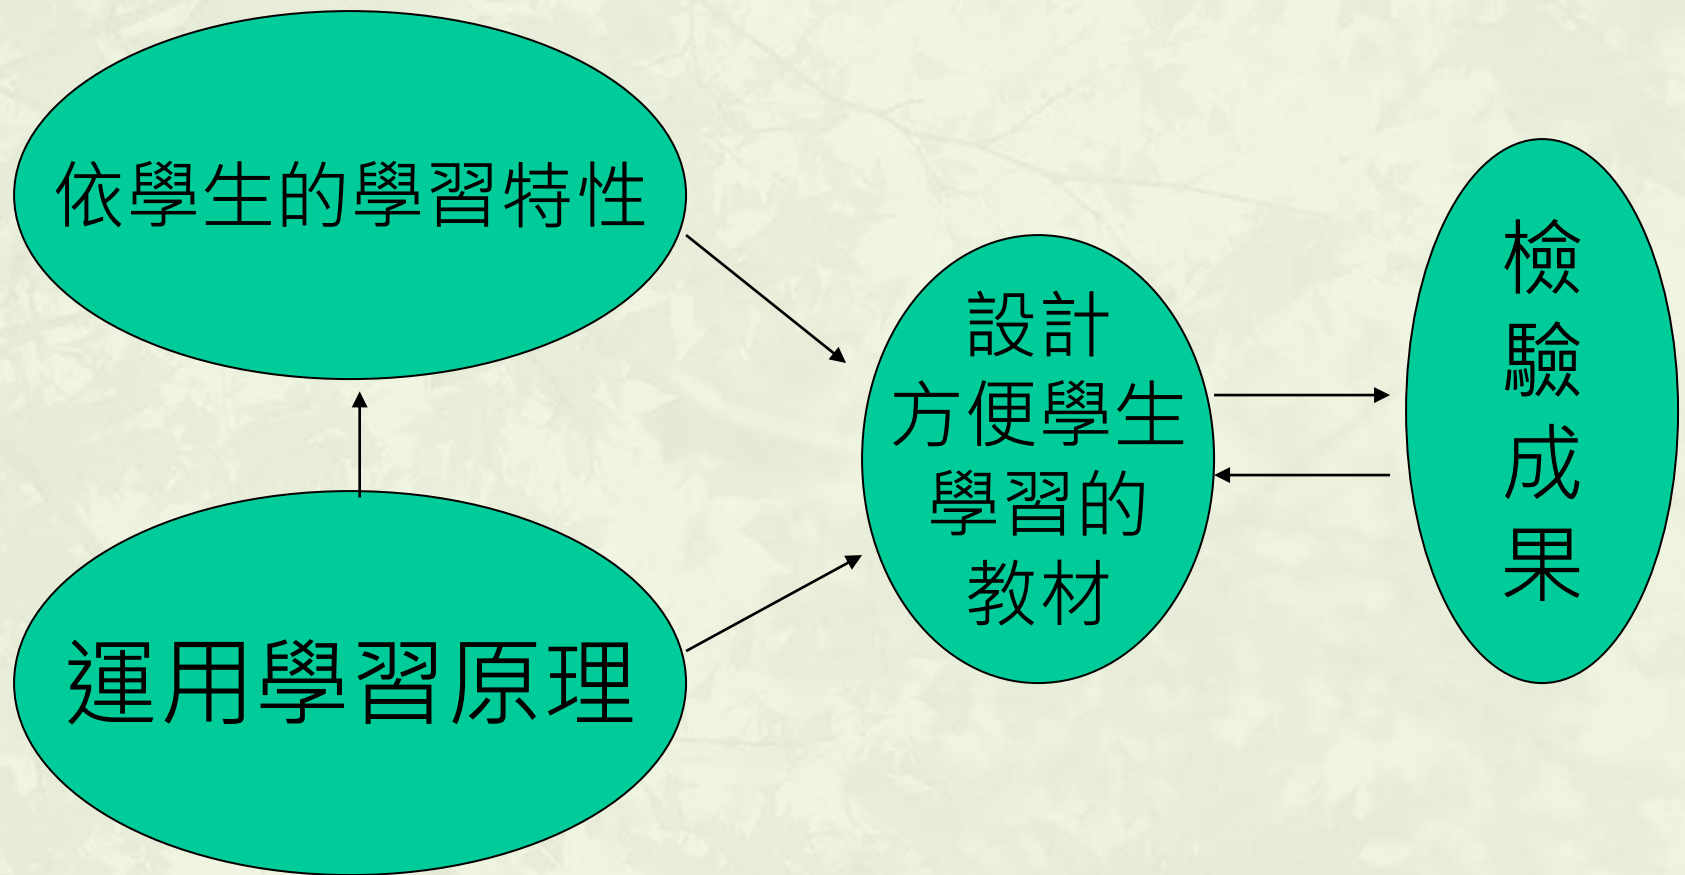 依學生的學習特性
運用學習原理
設計
方便學生
學習的
教材
檢
驗
成
果